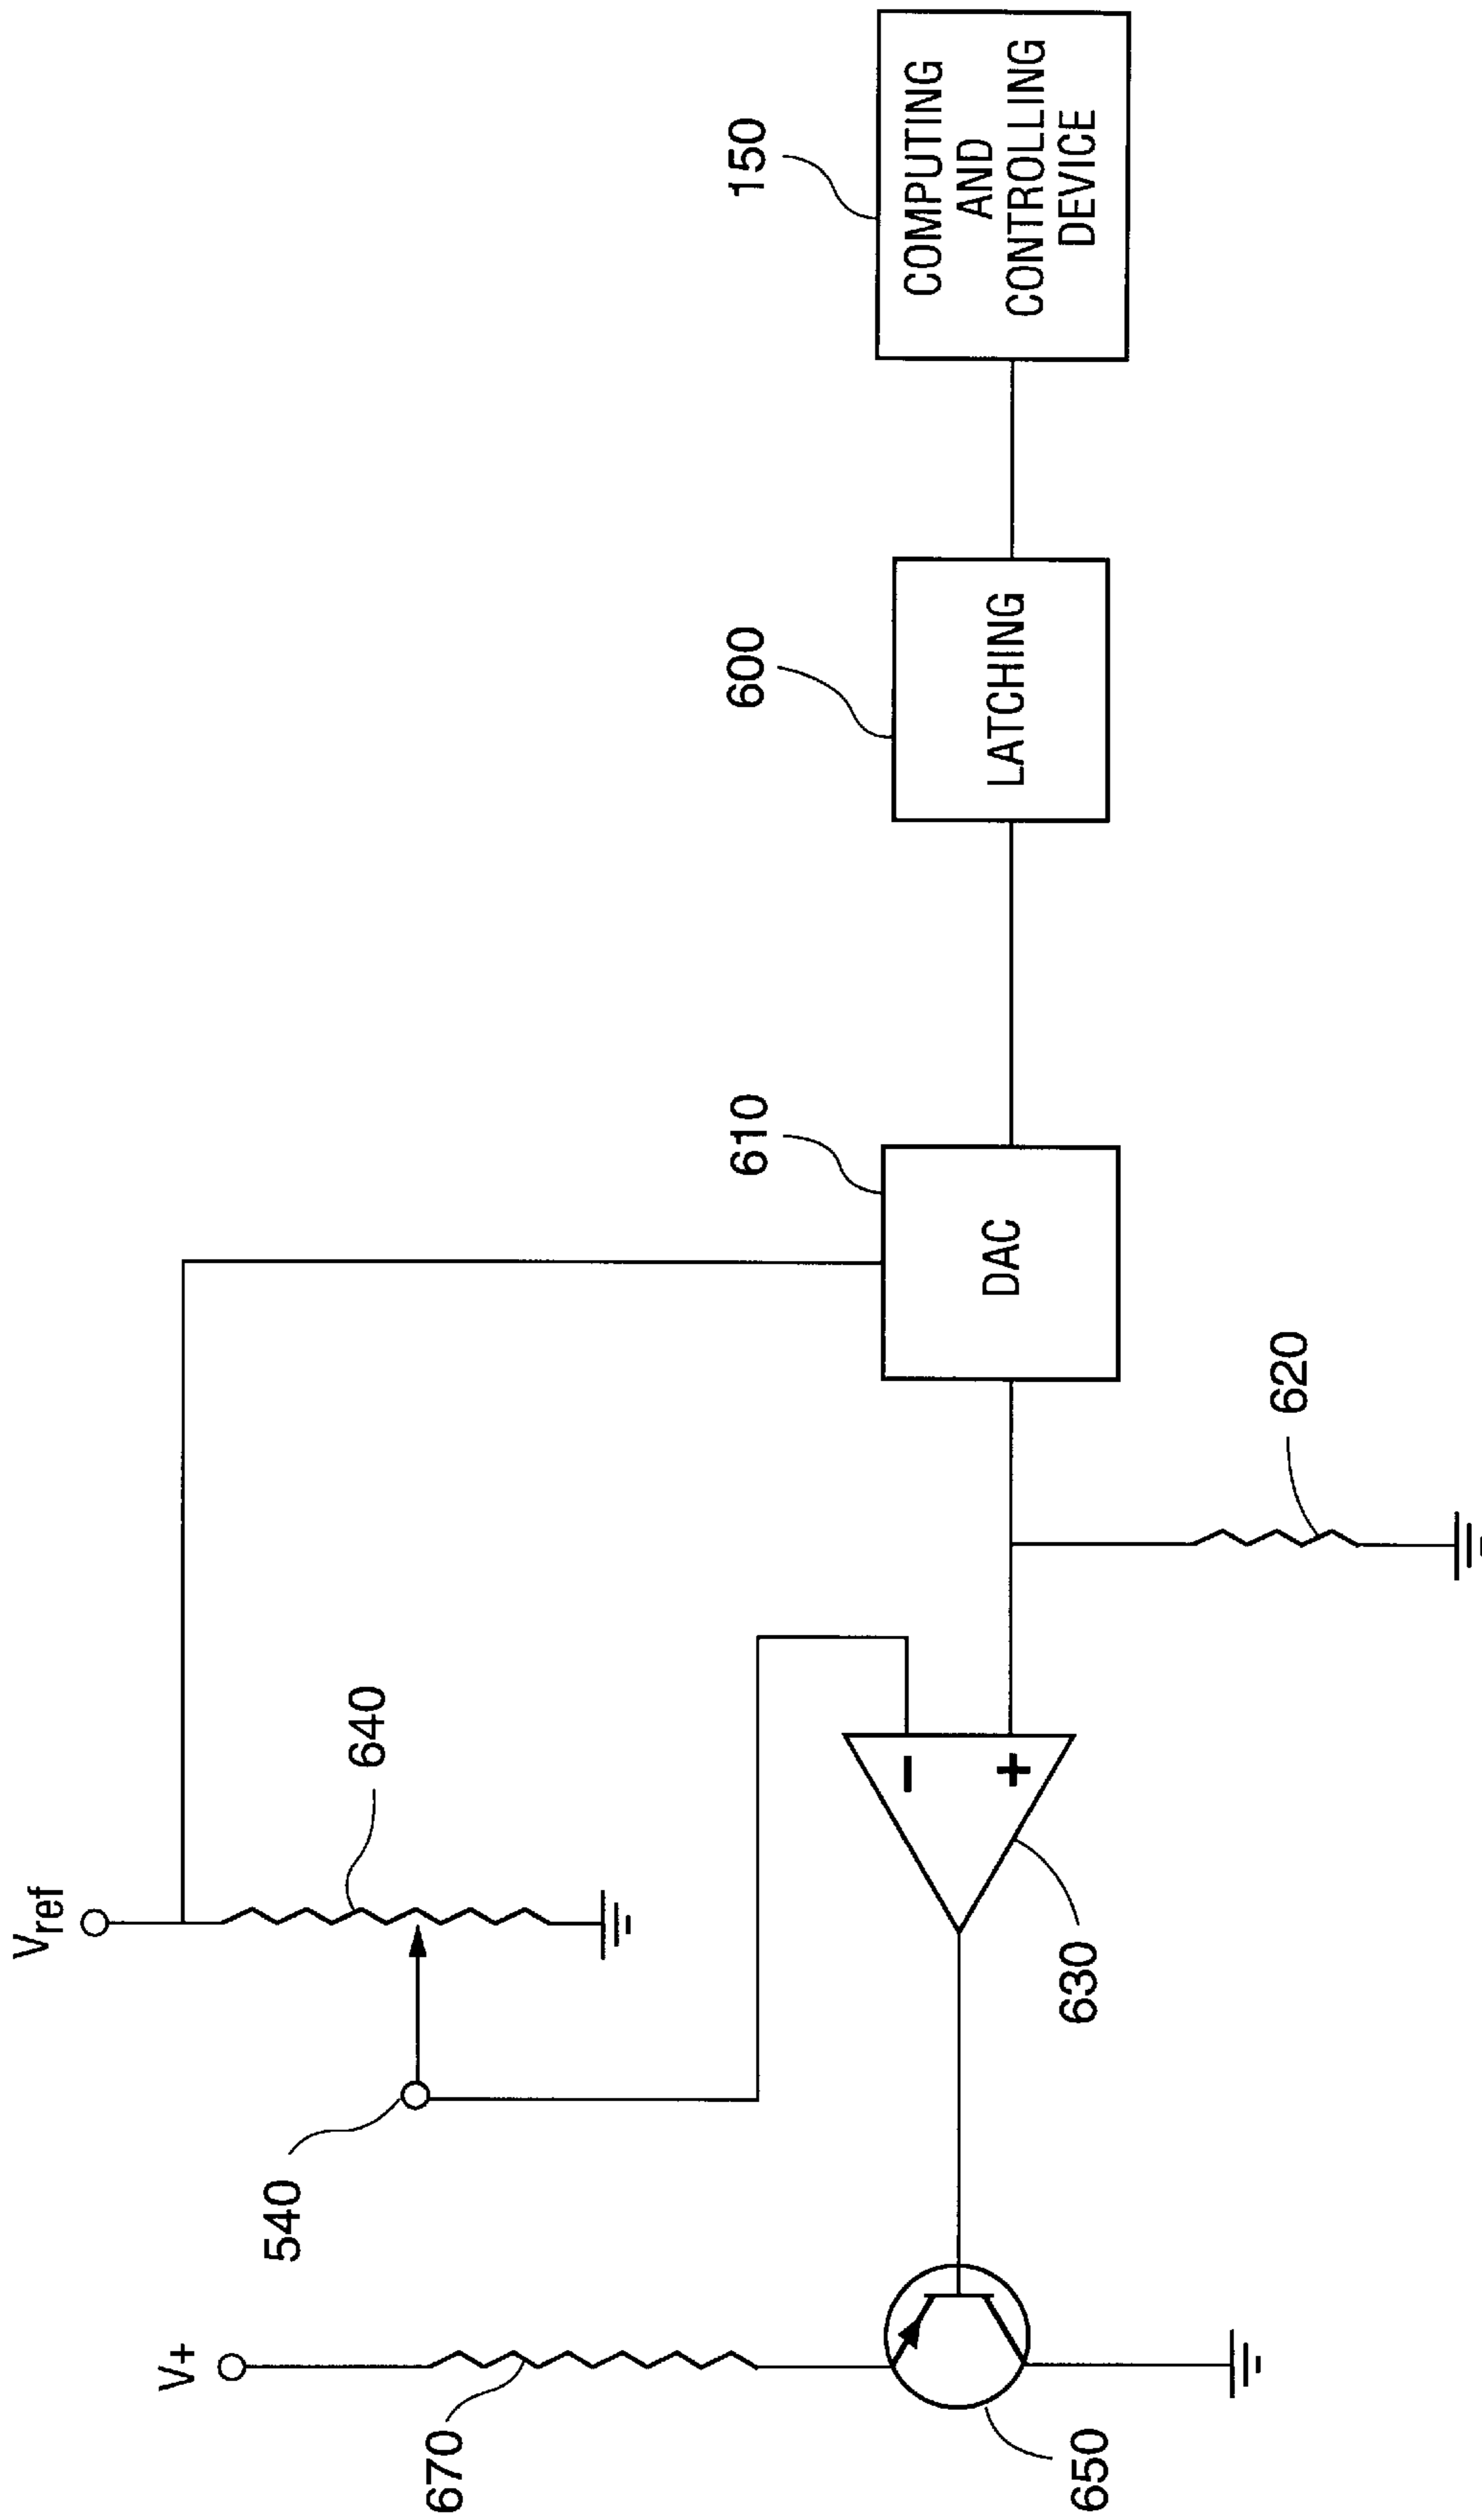 V+
670
650
540
Vref
640
630
620
610
DAC
600
LATCHING
150
COMPUTING
AND
CONTROLLING
DEVICE
-
+